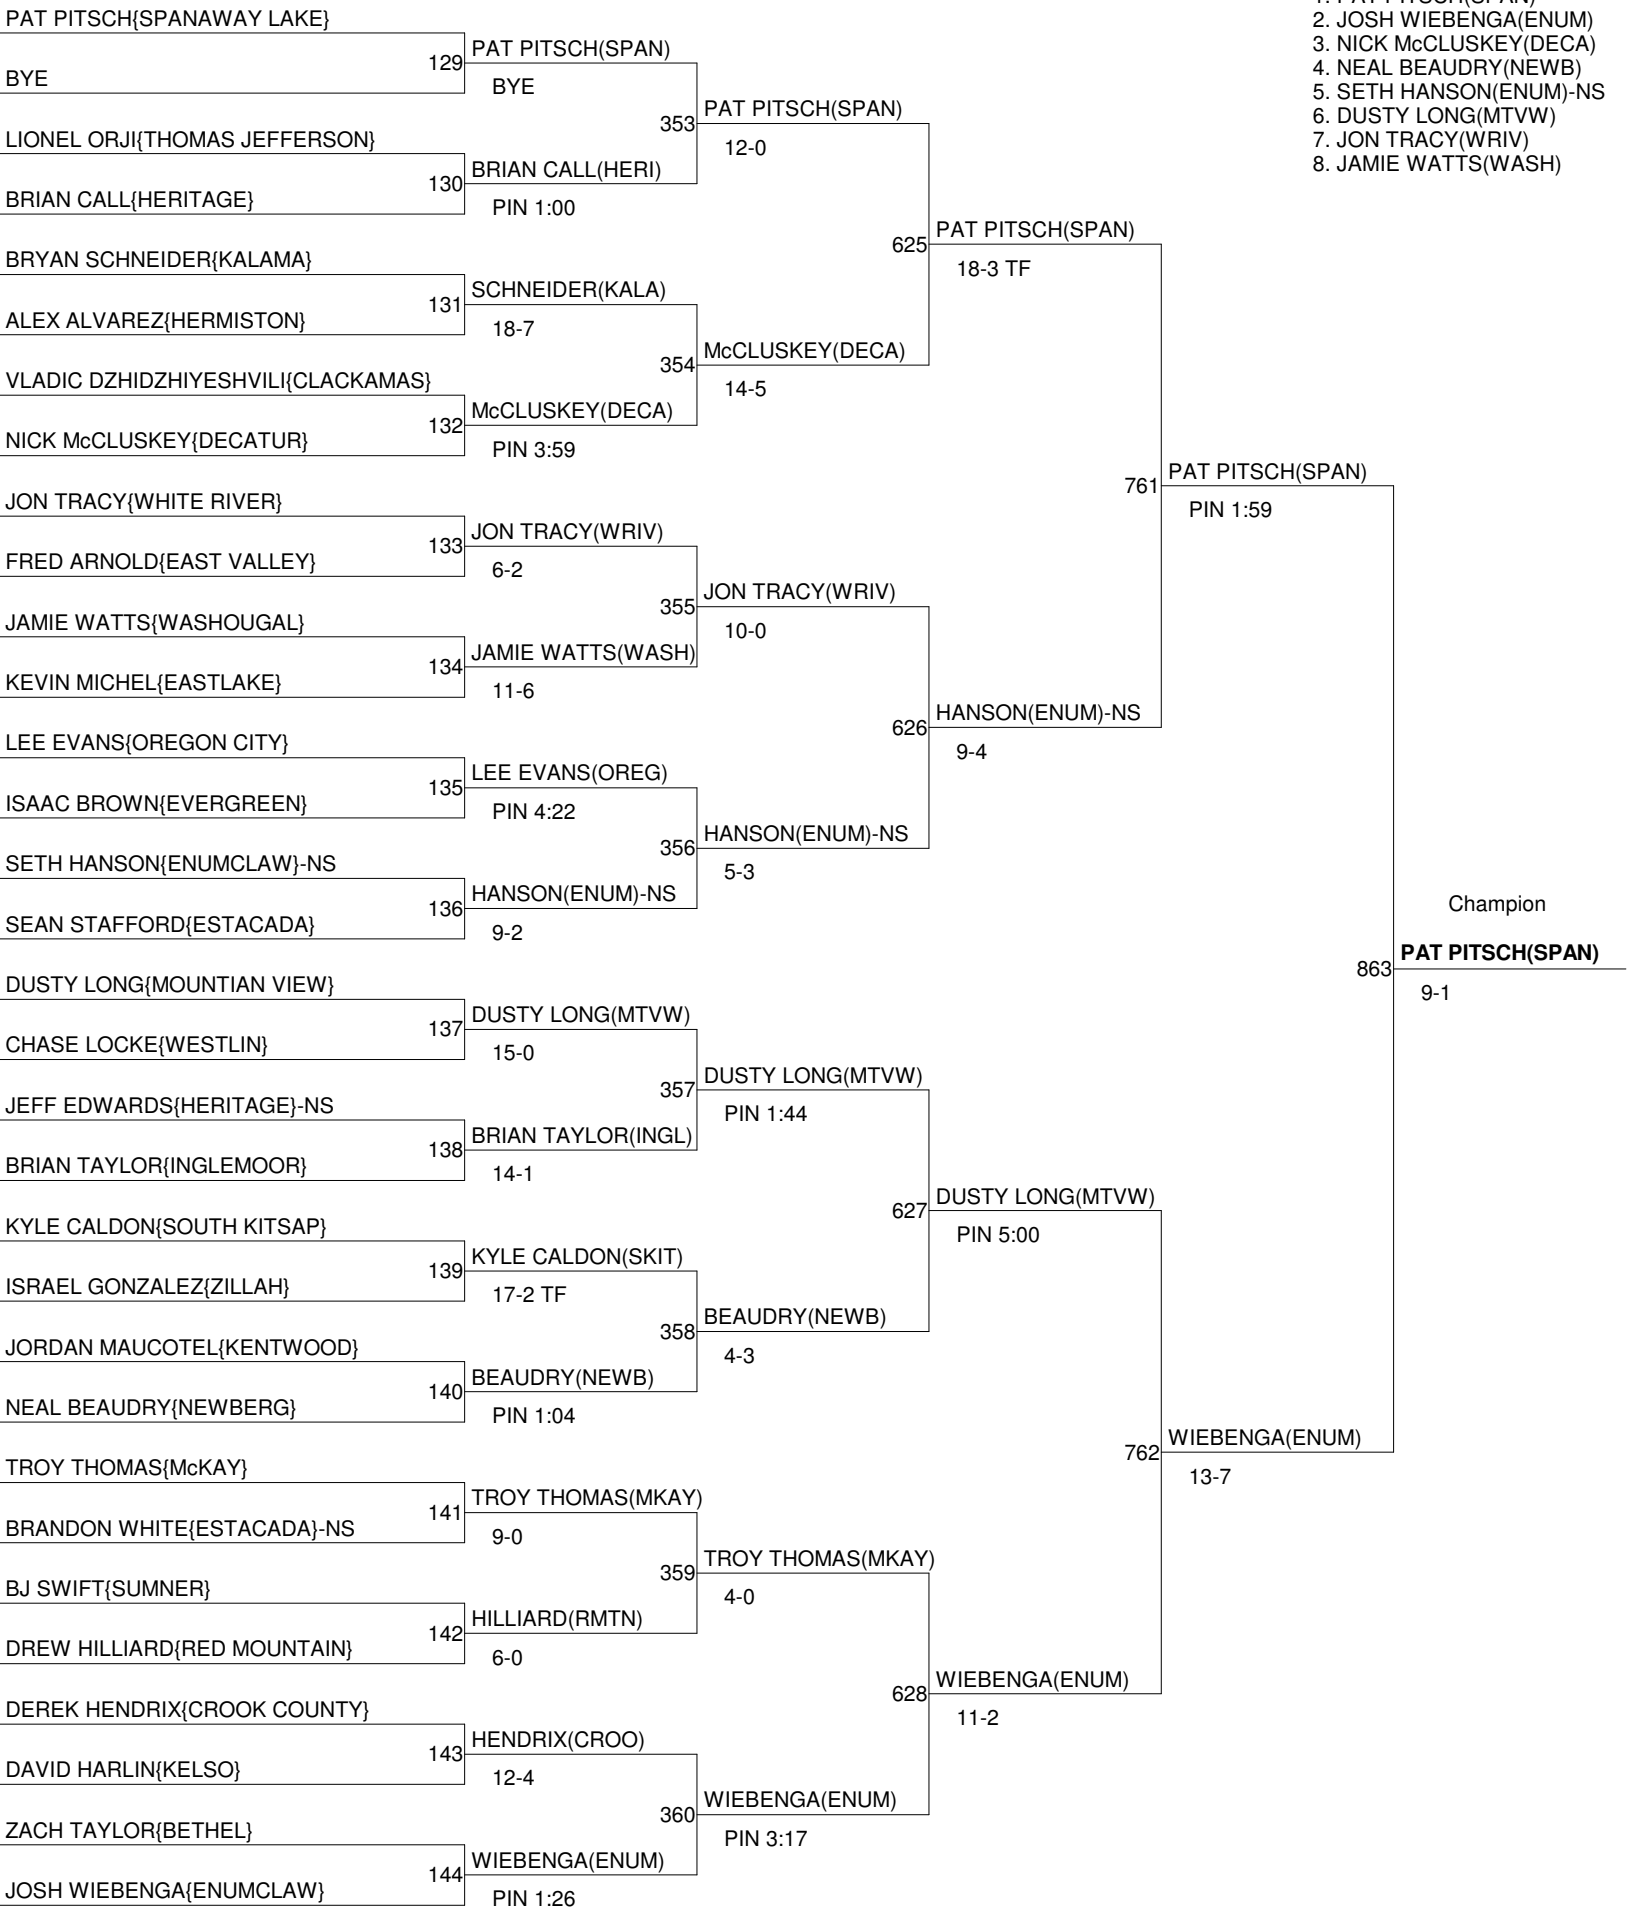 PAT PITSCH{SPANAWAY LAKE}
129
BYE
PAT PITSCH(SPAN)
BYE
353
LIONEL ORJI{THOMAS JEFFERSON}
130
BRIAN CALL{HERITAGE}
BRIAN CALL(HERI)
PIN 1:00
PAT PITSCH(SPAN)
12-0
625
BRYAN SCHNEIDER{KALAMA}
131
ALEX ALVAREZ{HERMISTON}
SCHNEIDER(KALA)
18-7
354
VLADIC DZHIDZHIYESHVILI{CLACKAMAS}
132
NICK McCLUSKEY{DECATUR}
McCLUSKEY(DECA)
PIN 3:59
McCLUSKEY(DECA)
14-5
PAT PITSCH(SPAN)
18-3 TF
761
JON TRACY{WHITE RIVER}
133
FRED ARNOLD{EAST VALLEY}
JON TRACY(WRIV)
6-2
355
JAMIE WATTS{WASHOUGAL}
134
KEVIN MICHEL{EASTLAKE}
JAMIE WATTS(WASH)
11-6
JON TRACY(WRIV)
10-0
626
LEE EVANS{OREGON CITY}
135
ISAAC BROWN{EVERGREEN}
LEE EVANS(OREG)
PIN 4:22
356
SETH HANSON{ENUMCLAW}-NS
136
SEAN STAFFORD{ESTACADA}
HANSON(ENUM)-NS
9-2
HANSON(ENUM)-NS
5-3
HANSON(ENUM)-NS
9-4
PAT PITSCH(SPAN)
PIN 1:59
863
DUSTY LONG{MOUNTIAN VIEW}
137
CHASE LOCKE{WESTLIN}
DUSTY LONG(MTVW)
15-0
357
JEFF EDWARDS{HERITAGE}-NS
138
BRIAN TAYLOR{INGLEMOOR}
BRIAN TAYLOR(INGL)
14-1
DUSTY LONG(MTVW)
PIN 1:44
627
KYLE CALDON{SOUTH KITSAP}
139
ISRAEL GONZALEZ{ZILLAH}
KYLE CALDON(SKIT)
17-2 TF
358
JORDAN MAUCOTEL{KENTWOOD}
140
NEAL BEAUDRY{NEWBERG}
BEAUDRY(NEWB)
PIN 1:04
BEAUDRY(NEWB)
4-3
DUSTY LONG(MTVW)
PIN 5:00
762
TROY THOMAS{McKAY}
141
BRANDON WHITE{ESTACADA}-NS
TROY THOMAS(MKAY)
9-0
359
BJ SWIFT{SUMNER}
142
DREW HILLIARD{RED MOUNTAIN}
HILLIARD(RMTN)
6-0
TROY THOMAS(MKAY)
4-0
628
DEREK HENDRIX{CROOK COUNTY}
143
DAVID HARLIN{KELSO}
HENDRIX(CROO)
12-4
360
ZACH TAYLOR{BETHEL}
144
JOSH WIEBENGA{ENUMCLAW}
WIEBENGA(ENUM)
PIN 1:26
WIEBENGA(ENUM)
PIN 3:17
WIEBENGA(ENUM)
11-2
WIEBENGA(ENUM)
13-7
Champion
PAT PITSCH(SPAN)
9-1
1. PAT PITSCH(SPAN)
2. JOSH WIEBENGA(ENUM)
3. NICK McCLUSKEY(DECA)
4. NEAL BEAUDRY(NEWB)
5. SETH HANSON(ENUM)-NS
6. DUSTY LONG(MTVW)
7. JON TRACY(WRIV)
8. JAMIE WATTS(WASH)